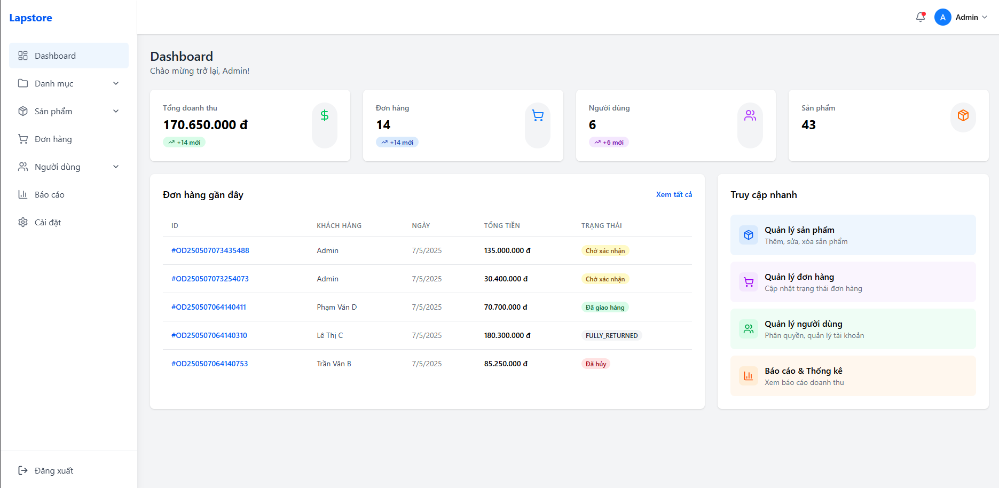 Lapstore
A
Admin
Dashboard
Danh mục
Sản phẩm
Đơn hàng
Người dùng
Báo cáo
Cài đặt
Đăng xuất
Dashboard
Chào mừng trở lại, Admin!
Tổng doanh thu
170.650.000 đ
+14 mới
Đơn hàng
14
+14 mới
Người dùng
6
+6 mới
Sản phẩm
43
Đơn hàng gần đây
Xem tất cả
ID KHÁCH HÀNG NGÀY TỔNG TIỀN TRẠNG THÁI
#OD250507073435488 Admin 7/5/2025 135.000.000 đ Chờ xác nhận
#OD250507073254073 Admin 7/5/2025 30.400.000 đ Chờ xác nhận
#OD250507064140411 Phạm Văn D 7/5/2025 70.700.000 đ Đã giao hàng
#OD250507064140310 Lê Thị C 7/5/2025 180.300.000 đ FULLY_RETURNED
#OD250507064140753 Trần Văn B 7/5/2025 85.250.000 đ Đã hủy
Truy cập nhanh
Quản lý sản phẩm
Thêm, sửa, xóa sản phẩm
Quản lý đơn hàng
Cập nhật trạng thái đơn hàng
Quản lý người dùng
Phân quyền, quản lý tài khoản
Báo cáo & Thống kê
Xem báo cáo doanh thu